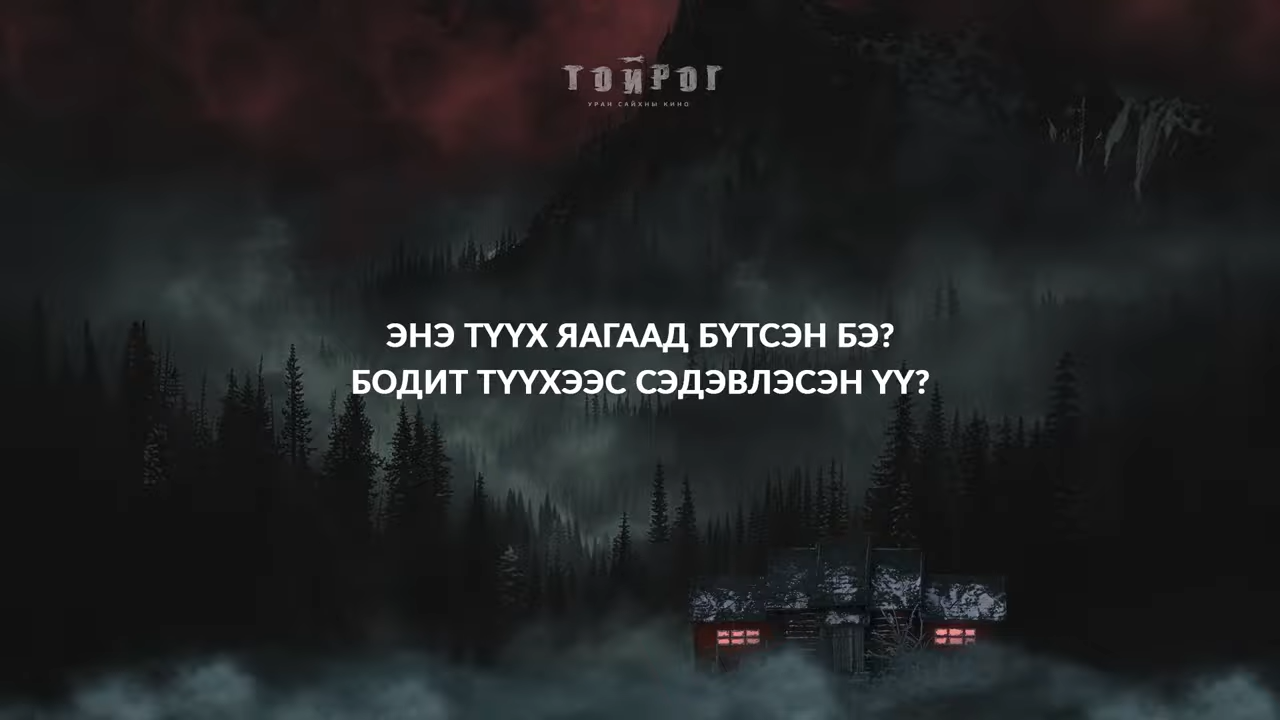 ТОЙРОГ
УРАН САЙХНЫ КИНО
ЭНЭ ТҮҮХ ЯАГААД БҮТСЭН БЭ?
БОДИТ ТҮҮХЭЭС СЭДЭВЛЭСЭН ҮҮ?